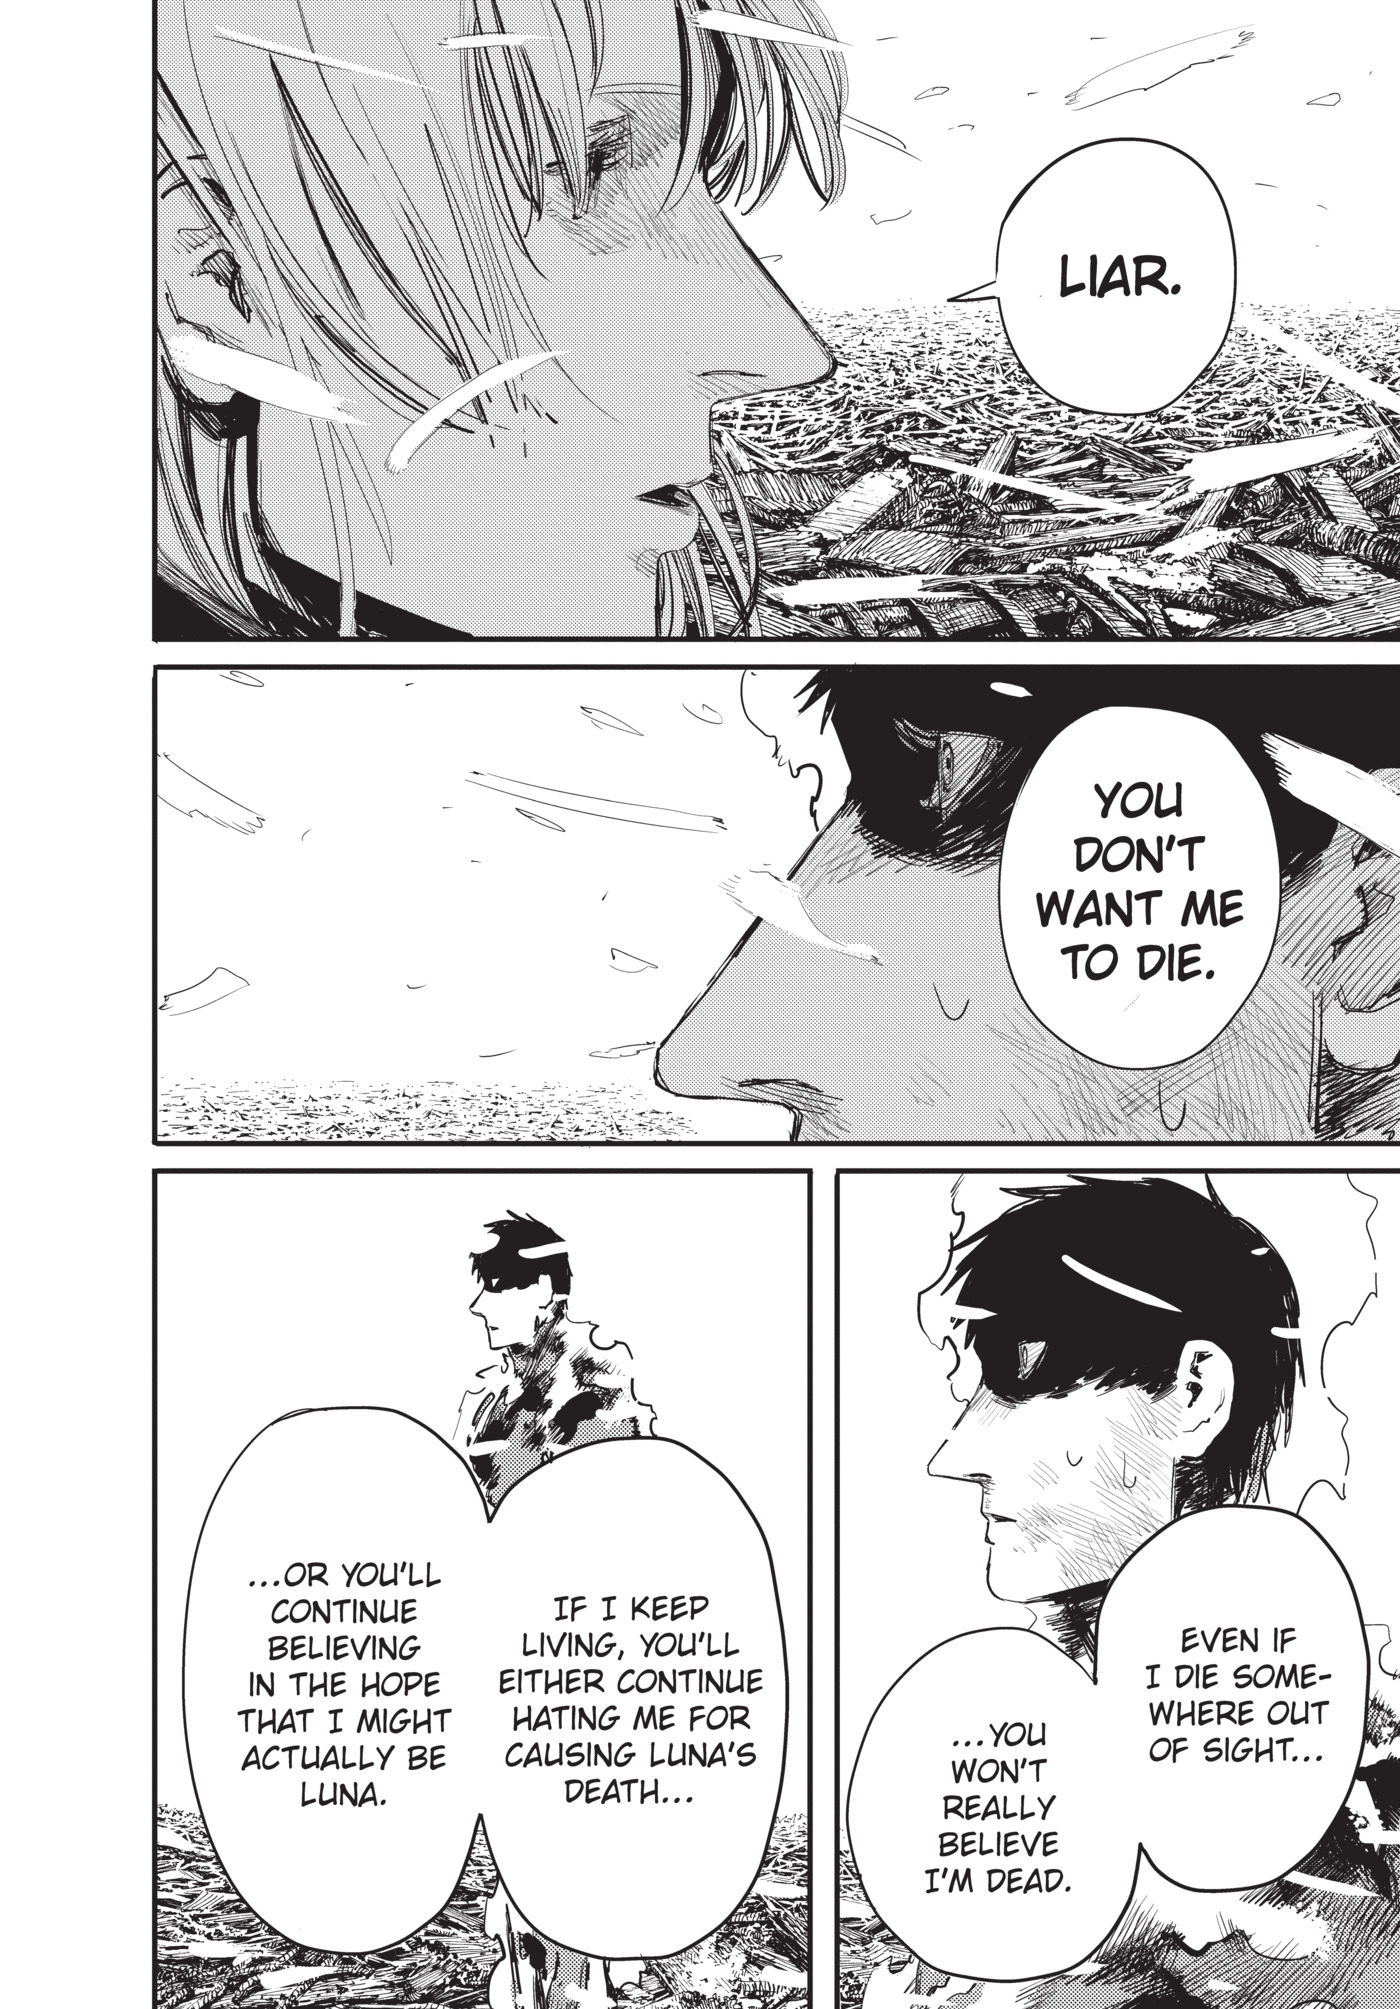 LIAR.
YOU
DON'T
WANT ME
TO DIE.
EVEN IF
I DIE SOME-
WHERE OUT
OF SIGHT...
...YOU
WON'T
REALLY
BELIEVE
I'M DEAD.
IF I KEEP
LIVING, YOU'LL
EITHER CONTINUE
HATING ME FOR
CAUSING LUNA'S
DEATH...
...OR YOU'LL
CONTINUE
BELIEVING
IN THE HOPE
THAT I MIGHT
ACTUALLY BE
LUNA.